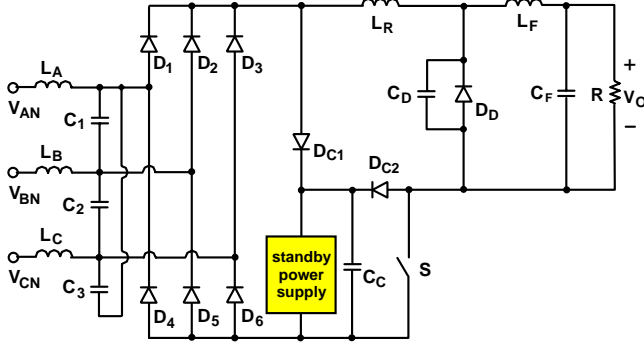 L_R
L_F
D_1
D_2
D_3
L_A
V_AN
C_1
C_D
D_D
C_F
R
+
V_O
−
L_B
V_BN
D_C1
D_C2
C_2
L_C
V_CN
C_3
standby
power
supply
C_C
S
D_4
D_5
D_6